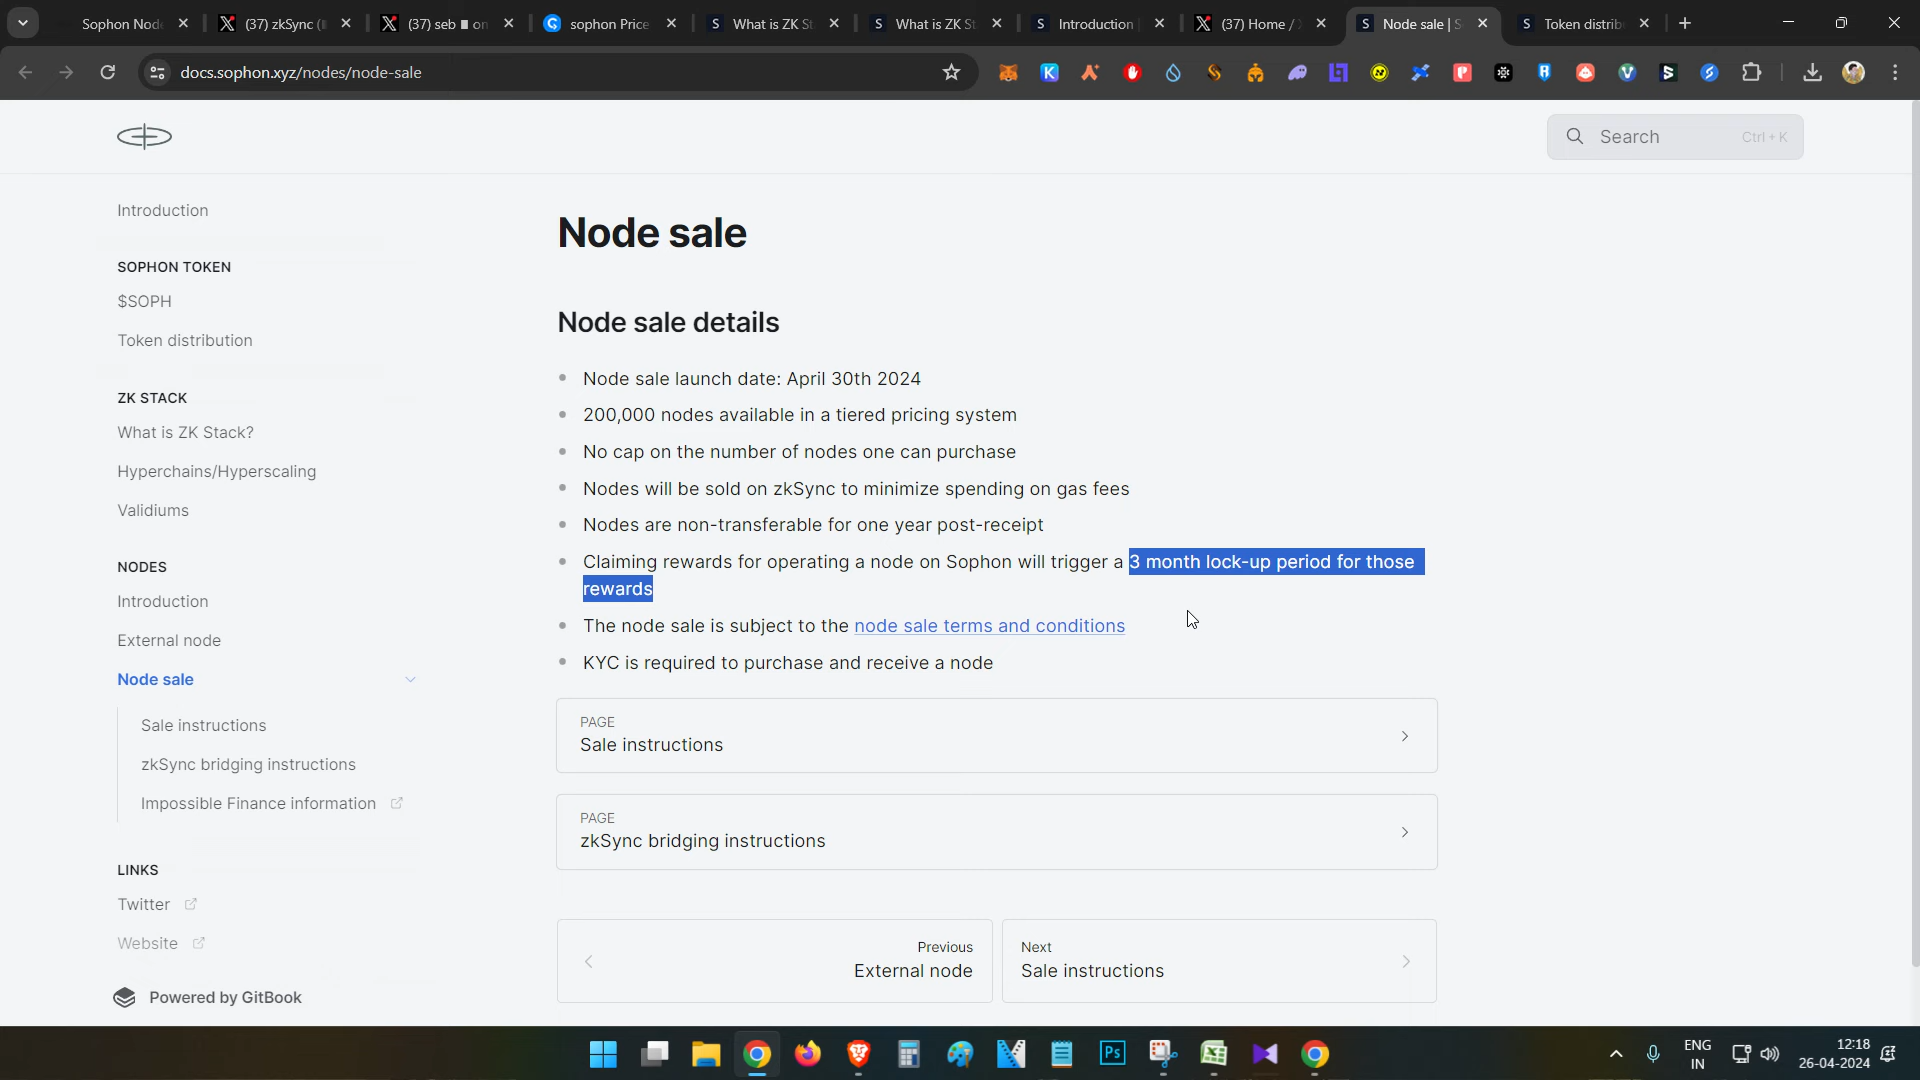 Sophon Node
(37) zkSync (
(37) seb on
sophon Price
What is ZK St
What is ZK St
Introduction |
(37) Home / X
Node sale | S
Token distrib
docs.sophon.xyz/nodes/node-sale
Search Ctrl + K
Introduction
SOPHON TOKEN
$SOPH
Token distribution
ZK STACK
What is ZK Stack?
Hyperchains/Hyperscaling
Validiums
NODES
Introduction
External node
Node sale
Sale instructions
zkSync bridging instructions
Impossible Finance information
LINKS
Twitter
Website
Powered by GitBook
Node sale
Node sale details
Node sale launch date: April 30th 2024
200,000 nodes available in a tiered pricing system
No cap on the number of nodes one can purchase
Nodes will be sold on zkSync to minimize spending on gas fees
Nodes are non-transferable for one year post-receipt
Claiming rewards for operating a node on Sophon will trigger a 3 month lock-up period for those
rewards
The node sale is subject to the node sale terms and conditions
KYC is required to purchase and receive a node
PAGE
Sale instructions
PAGE
zkSync bridging instructions
Previous
External node
Next
Sale instructions
Ps
ENG
IN
12:18
26-04-2024